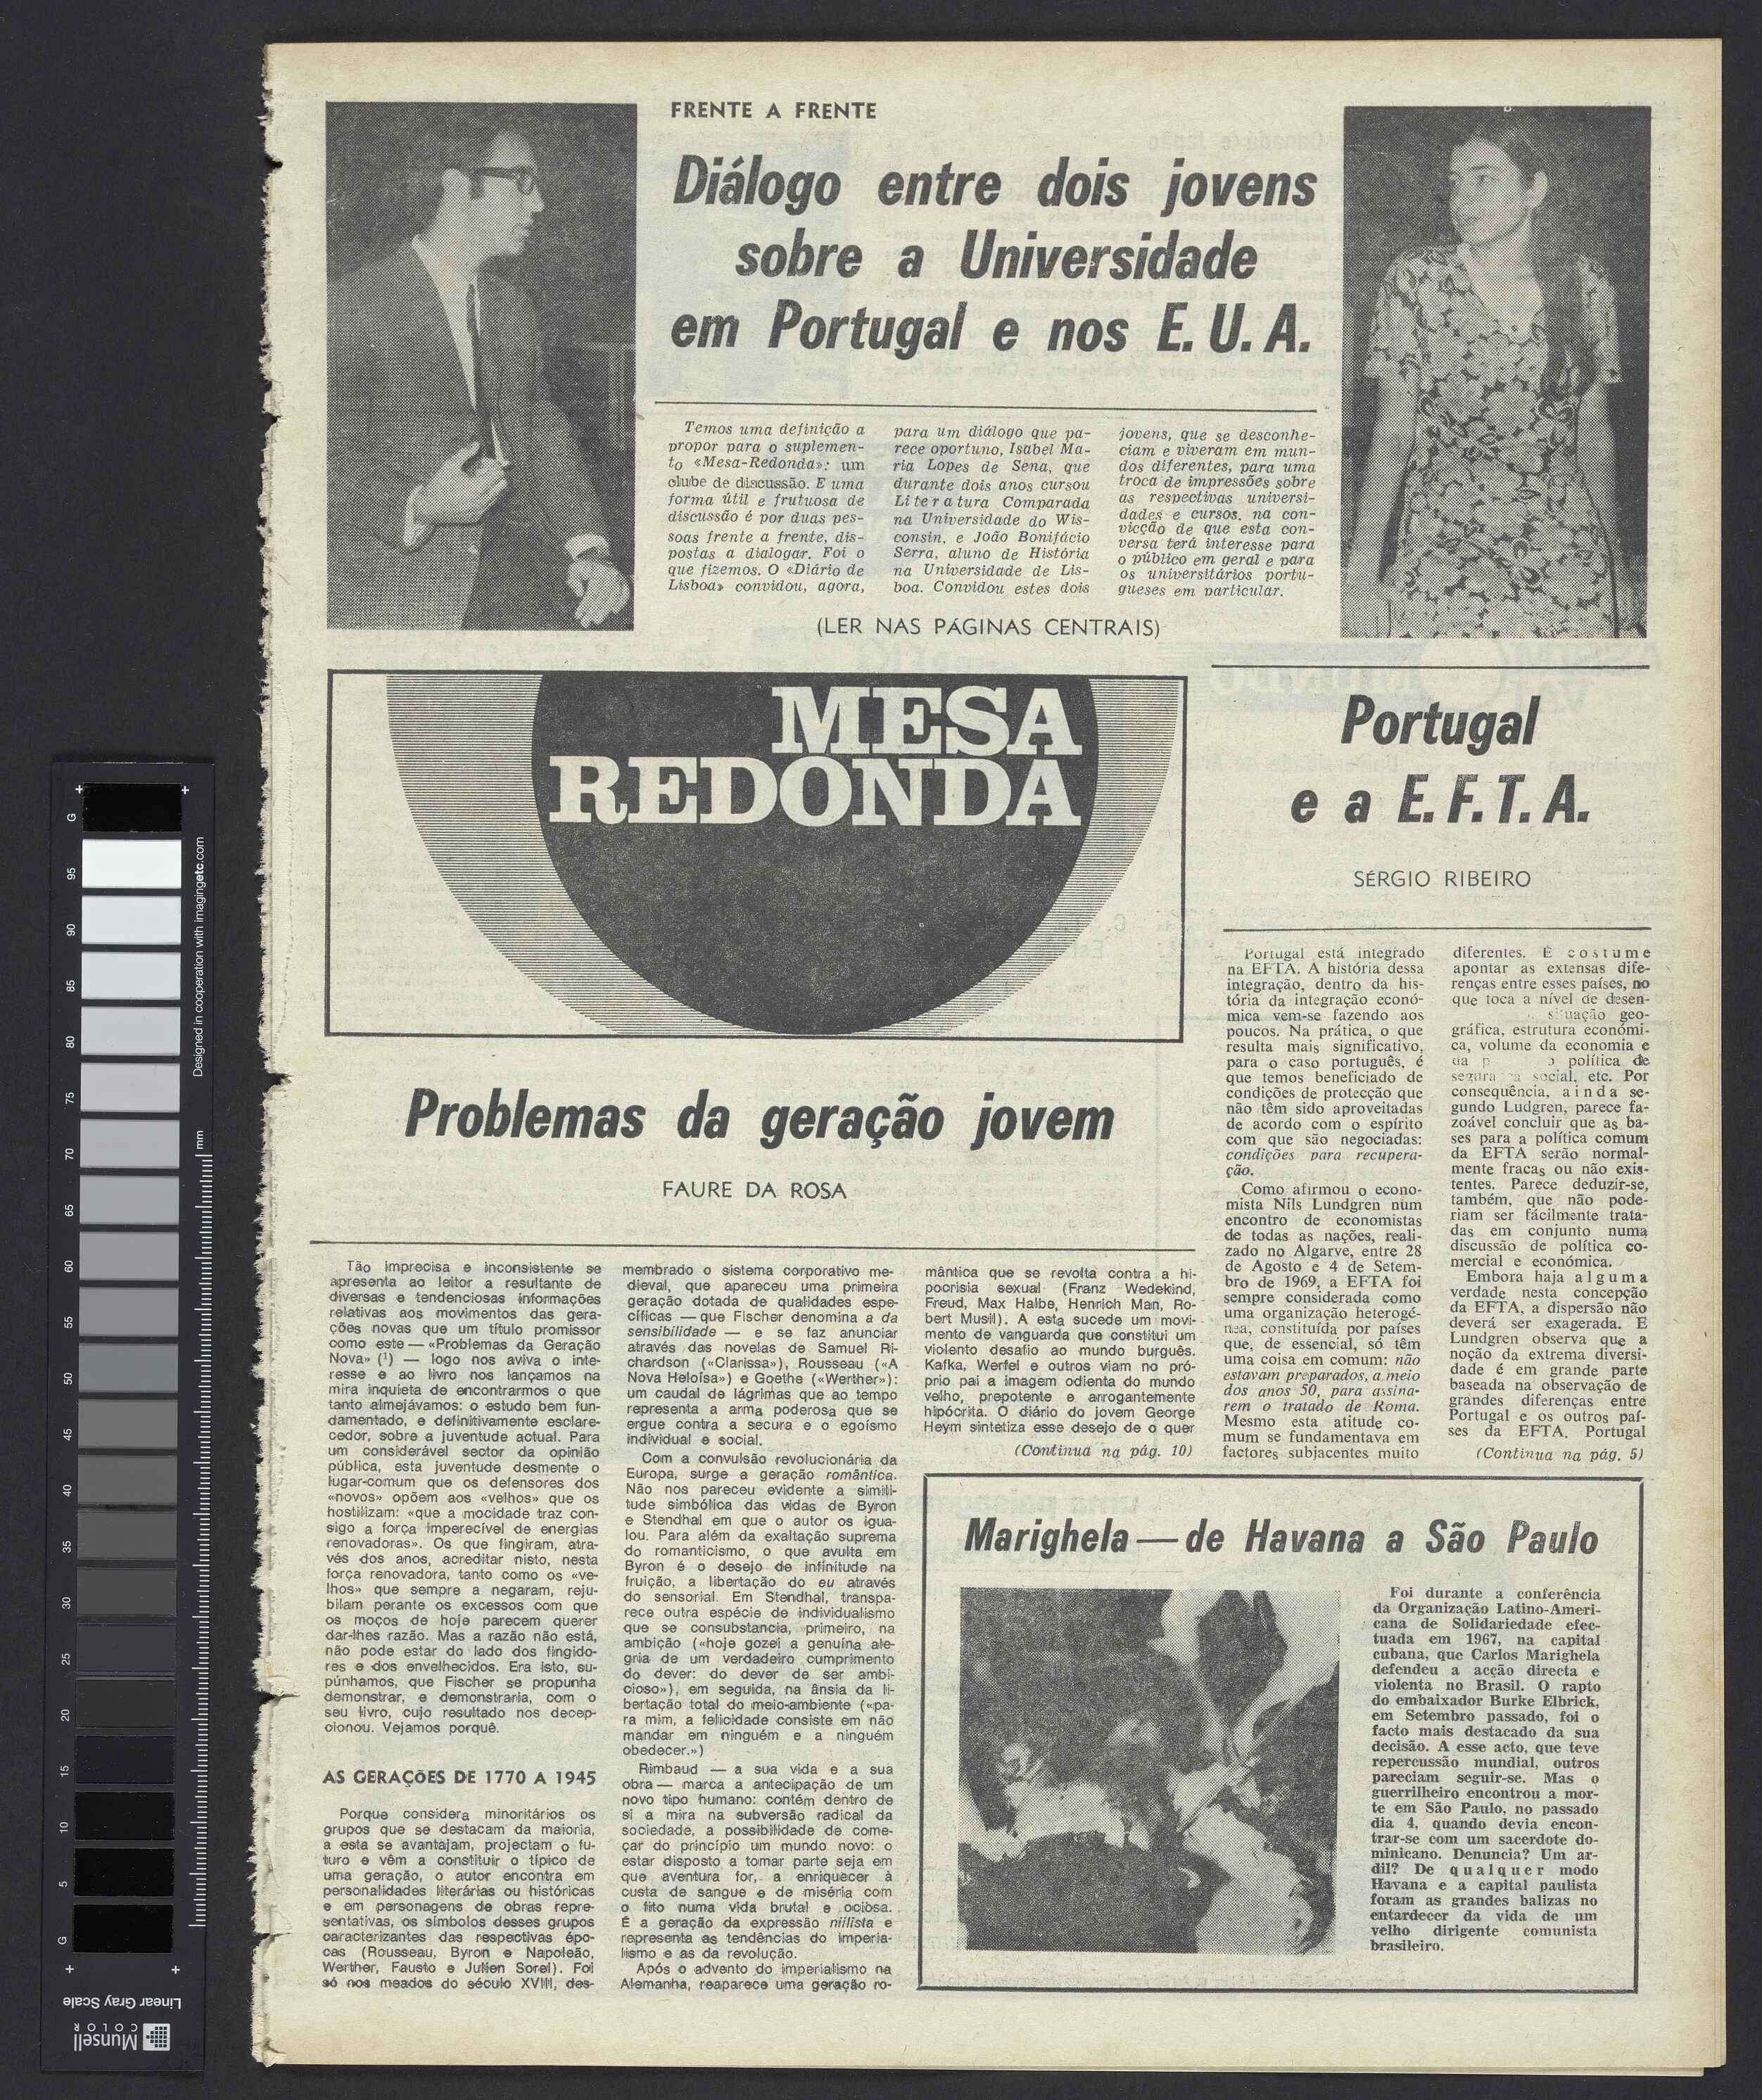 FRENTE A FRENTE
Diálogo entre dois jovens
sobre a Universidade
em Portugal e nos E. U. A.
Temos uma definição a
propor para o suplemen-
to «Mesa-Redonda»: um
clube de discussão. E uma
forma útil e frutuosa de
discussão é por duas pes-
soas frente a frente, dis-
postas a dialogar. Foi o
que fizemos. O «Diário de
Lisboa» convidou, agora,
para um diálogo que pa-
rece oportuno, Isabel Ma-
ria Lopes de Sena, que
durante dois anos cursou
Literatura Comparada
na Universidade do Wis-
consin, e João Bonifácio
Serra, aluno de História
na Universidade de Lis-
boa. Convidou estes dois
jovens, que se desconhe-
ciam e viveram em mun-
dos diferentes, para uma
troca de impressões sobre
as respectivas universi-
dades e cursos, na con-
vicção de que esta con-
versa terá interesse para
o público em geral e para
os universitários portu-
gueses em particular.
(LER NAS PÁGINAS CENTRAIS)
MESA
REDONDA
Problemas da geração jovem
FAURE DA ROSA
Tão imprecisa e inconsistente se
apresenta ao leitor a resultante de
diversas e tendenciosas informações
relativas aos movimentos das gera-
ções novas que um título promissor
como este — «Problemas da Geração
Nova» (¹) — logo nos aviva o inte-
resse e ao livro nos lançamos na
mira inquieta de encontrarmos o que
tanto almejávamos: o estudo bem fun-
damentado, e definitivamente esclare-
cedor, sobre a juventude actual. Para
um considerável sector da opinião
pública, esta juventude desmente o
lugar-comum que os defensores dos
«novos» opõem aos «velhos» que os
hostilizam: «que a mocidade traz con-
sigo a força imperecível de energias
renovadoras». Os que fingiram, atra-
vés dos anos, acreditar nisto, nesta
força renovadora, tanto como os «ve-
lhos» que sempre a negaram, reju-
bilam perante os excessos com que
os moços de hoje parecem querer
dar-lhes razão. Mas a razão não está,
não pode estar do lado dos fingido-
res e dos envelhecidos. Era isto, su-
púnhamos, que Fischer se propunha
demonstrar, e demonstraria, com o
seu livro, cujo resultado nos decep-
cionou. Vejamos porquê.
AS GERAÇÕES DE 1770 A 1945
Porque considera minoritários os
grupos que se destacam da maioria,
a esta se avantajam, projectam o fu-
turo e vêm a constituir o típico de
uma geração, o autor encontra em
personalidades literárias ou históricas
e em personagens de obras repre-
sentativas, os símbolos desses grupos
caracterizantes das respectivas épo-
cas (Rousseau, Byron e Napoleão,
Werther, Fausto e Julien Sorel). Foi
só nos meados do século XVIII, des-
membrado o sistema corporativo me-
dieval, que apareceu uma primeira
geração dotada de qualidades espe-
cíficas — que Fischer denomina a da
sensibilidade — e se faz anunciar
através das novelas de Samuel Ri-
chardson («Clarissa»), Rousseau («A
Nova Heloísa») e Goethe («Werther»):
um caudal de lágrimas que ao tempo
representa a arma poderosa que se
ergue contra a secura e o egoísmo
individual e social.
Com a convulsão revolucionária da
Europa, surge a geração romântica.
Não nos pareceu evidente a simili-
tude simbólica das vidas de Byron
e Stendhal em que o autor os igua-
lou. Para além da exaltação suprema
do romanticismo, o que avulta em
Byron é o desejo de infinitude na
fruição, a libertação do eu através
do sensorial. Em Stendhal, transpa-
rece outra espécie de individualismo
que se consubstancia, primeiro, na
ambição («hoje gozei a genuína ale-
gria de um verdadeiro cumprimento
do dever: do dever de ser ambi-
cioso»), em seguida, na ânsia da li-
bertação total do meio-ambiente («pa-
ra mim, a felicidade consiste em não
mandar em ninguém e a ninguém
obedecer.»)
Rimbaud — a sua vida e a sua
obra — marca a antecipação de um
novo tipo humano: contém dentro de
si a mira na subversão radical da
sociedade, a possibilidade de come-
çar do princípio um mundo novo: o
estar disposto a tomar parte seja em
que aventura for, a enriquecer à
custa de sangue e de miséria com
o fito numa vida brutal e ociosa.
É a geração da expressão niilista e
representa as tendências do imperia-
lismo e as da revolução.
Após o advento do imperialismo na
Alemanha, reaparece uma geração ro-
mântica que se revolta contra a hi-
pocrisia sexual (Franz Wedekind,
Freud, Max Halbe, Henrich Man, Ro-
bert Musil). A esta sucede um movi-
mento de vanguarda que constitui um
violento desafio ao mundo burguês.
Kafka, Werfel e outros viam no pró-
prio pai a imagem odienta do mundo
velho, prepotente e arrogantemente
hipócrita. O diário do jovem George
Heym sintetiza esse desejo de o quer
(Continua na pág. 10)
Portugal
e a E. F. T. A.
SÉRGIO RIBEIRO
Portugal está integrado
na EFTA. A história dessa
integração, dentro da his-
tória da integração econó-
mica vem-se fazendo aos
poucos. Na prática, o que
resulta mais significativo,
para o caso português, é
que temos beneficiado de
condições de protecção que
não têm sido aproveitadas
de acordo com o espírito
com que são negociadas:
condições para recupera-
ção.
Como afirmou o econo-
mista Nils Lundgren num
encontro de economistas
de todas as nações, reali-
zado no Algarve, entre 28
de Agosto e 4 de Setem-
bro de 1969, a EFTA foi
sempre considerada como
uma organização heterogé-
nea, constituída por países
que, de essencial, só têm
uma coisa em comum: não
estavam preparados, a meio
dos anos 50, para assina-
rem o tratado de Roma.
Mesmo esta atitude co-
mum se fundamentava em
factores subjacentes muito
diferentes. É costume
apontar as extensas dife-
renças entre esses países, no
que toca a nível de desen-
situação geo-
gráfica, estrutura económi-
ca, volume da economia e
da política de
segurança social, etc. Por
consequência, ainda se-
gundo Ludgren, parece fa-
zoável concluir que as ba-
ses para a política comum
da EFTA serão normal-
mente fracas ou não exis-
tentes. Parece deduzir-se,
também, que não pode-
riam ser fàcilmente trata-
das em conjunto numa
discussão de política co-
mercial e económica.
Embora haja alguma
verdade nesta concepção
da EFTA, a dispersão não
deverá ser exagerada. E
Lundgren observa que a
noção da extrema diversi-
dade é em grande parte
baseada na observação de
grandes diferenças entre
Portugal e os outros paí-
ses da EFTA. Portugal
(Continua na pág. 5)
Marighela — de Havana a São Paulo
Foi durante a conferência
da Organização Latino-Ameri-
cana de Solidariedade efec-
tuada em 1967, na capital
cubana, que Carlos Marighela
defendeu a acção directa e
violenta no Brasil. O rapto
do embaixador Burke Elbrick,
em Setembro passado, foi o
facto mais destacado da sua
decisão. A esse acto, que teve
repercussão mundial, outros
pareciam seguir-se. Mas o
guerrilheiro encontrou a mor-
te em São Paulo, no passado
dia 4, quando devia encon-
trar-se com um sacerdote do-
minicano. Denuncia? Um ar-
dil? De qualquer modo
Havana e a capital paulista
foram as grandes balizas no
entardecer da vida de um
velho dirigente comunista
brasileiro.
G
95
90
85
80
75
70
65
60
55
50
45
40
35
30
25
20
15
10
5
G
mm
Designed in cooperation with imagingetc.com
Linear Gray Scale
Munsell
COLOR